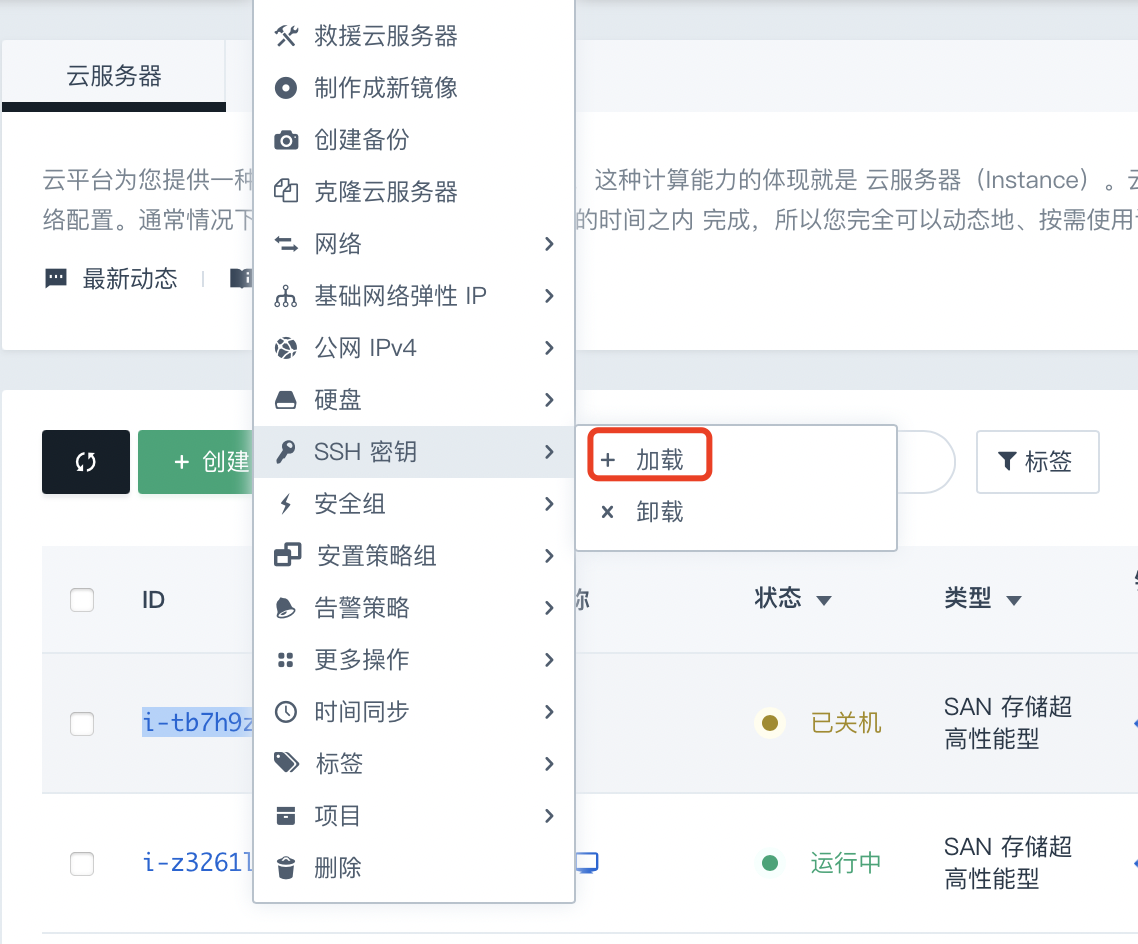 救援云服务器
云服务器
制作成新镜像
创建备份
云平台为您提供一种
这种计算能力的体现就是 云服务器（Instance）。云
克隆云服务器
络配置。通常情况下
的时间之内 完成，所以您完全可以动态地、按需使用
网络
最新动态
基础网络弹性 IP
公网 IPv4
硬盘
SSH 密钥
+ 创建
+ 加载
标签
安全组
× 卸载
安置策略组
ID
称
状态
类型
告警策略
更多操作
i-tb7h9z
时间同步
已关机
SAN 存储超
高性能型
标签
项目
i-z3261l
删除
运行中
SAN 存储超
高性能型